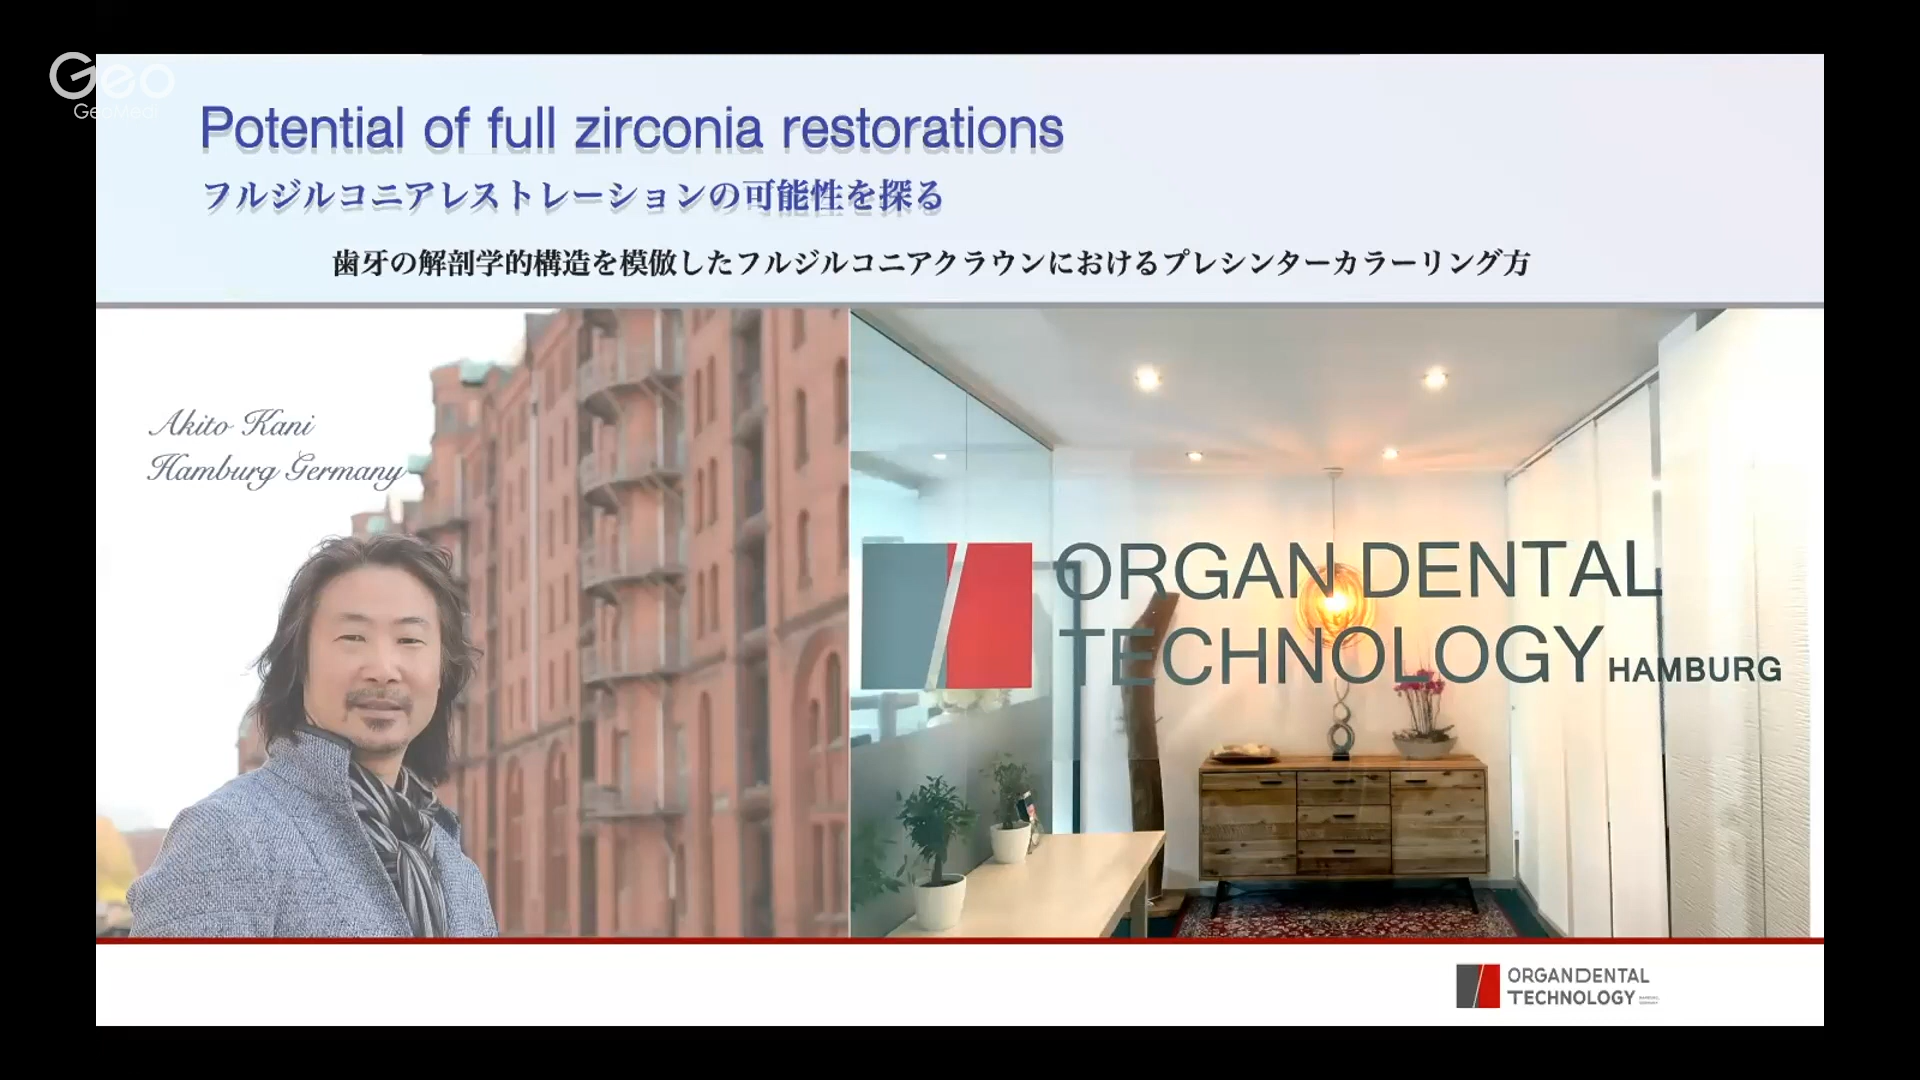 Geo
GeoMedi
Potential of full zirconia restorations
フルジルコニアレストレーションの可能性を探る
歯牙の解剖学的構造を模倣したフルジルコニアクラウンにおけるプレシンターカラーリング方
Akito Kani
Hamburg Germany
ORGAN DENTAL
TECHNOLOGY HAMBURG
ORGANDENTAL
TECHNOLOGY